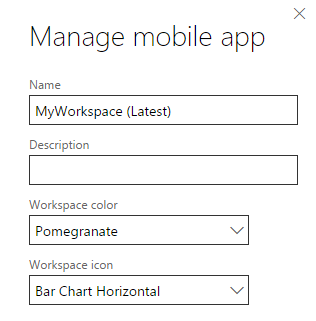 Manage mobile app
Name
MyWorkspace (Latest)
Description
Workspace color
Pomegranate
Workspace icon
Bar Chart Horizontal